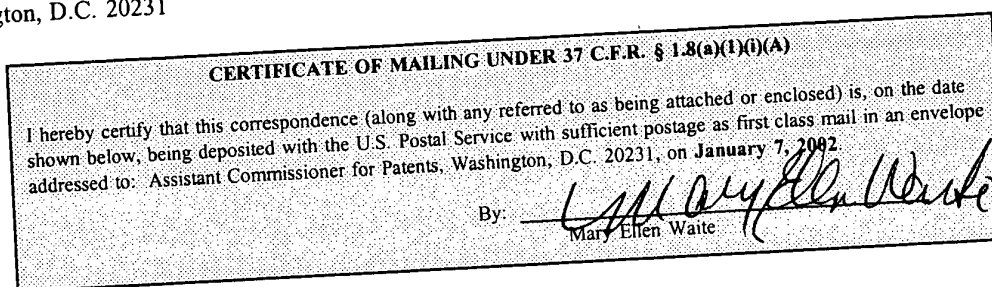 gton, D.C. 20231
CERTIFICATE OF MAILING UNDER 37 C.F.R. § 1.8(a)(1)(i)(A)
I hereby certify that this correspondence (along with any referred to as being attached or enclosed) is, on the date
shown below, being deposited with the U.S. Postal Service with sufficient postage as first class mail in an envelope
addressed to: Assistant Commissioner for Patents, Washington, D.C. 20231, on January 7, 2002.
By: Mary Ellen Waite
Mary Ellen Waite